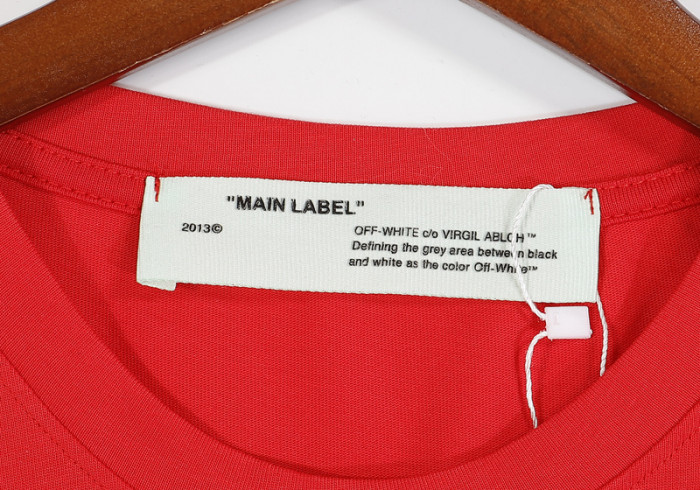 "MAIN LABEL"
2013©
OFF-WHITE c/o VIRGIL ABLOH™
Defining the grey area between black
and white as the color Off-White™